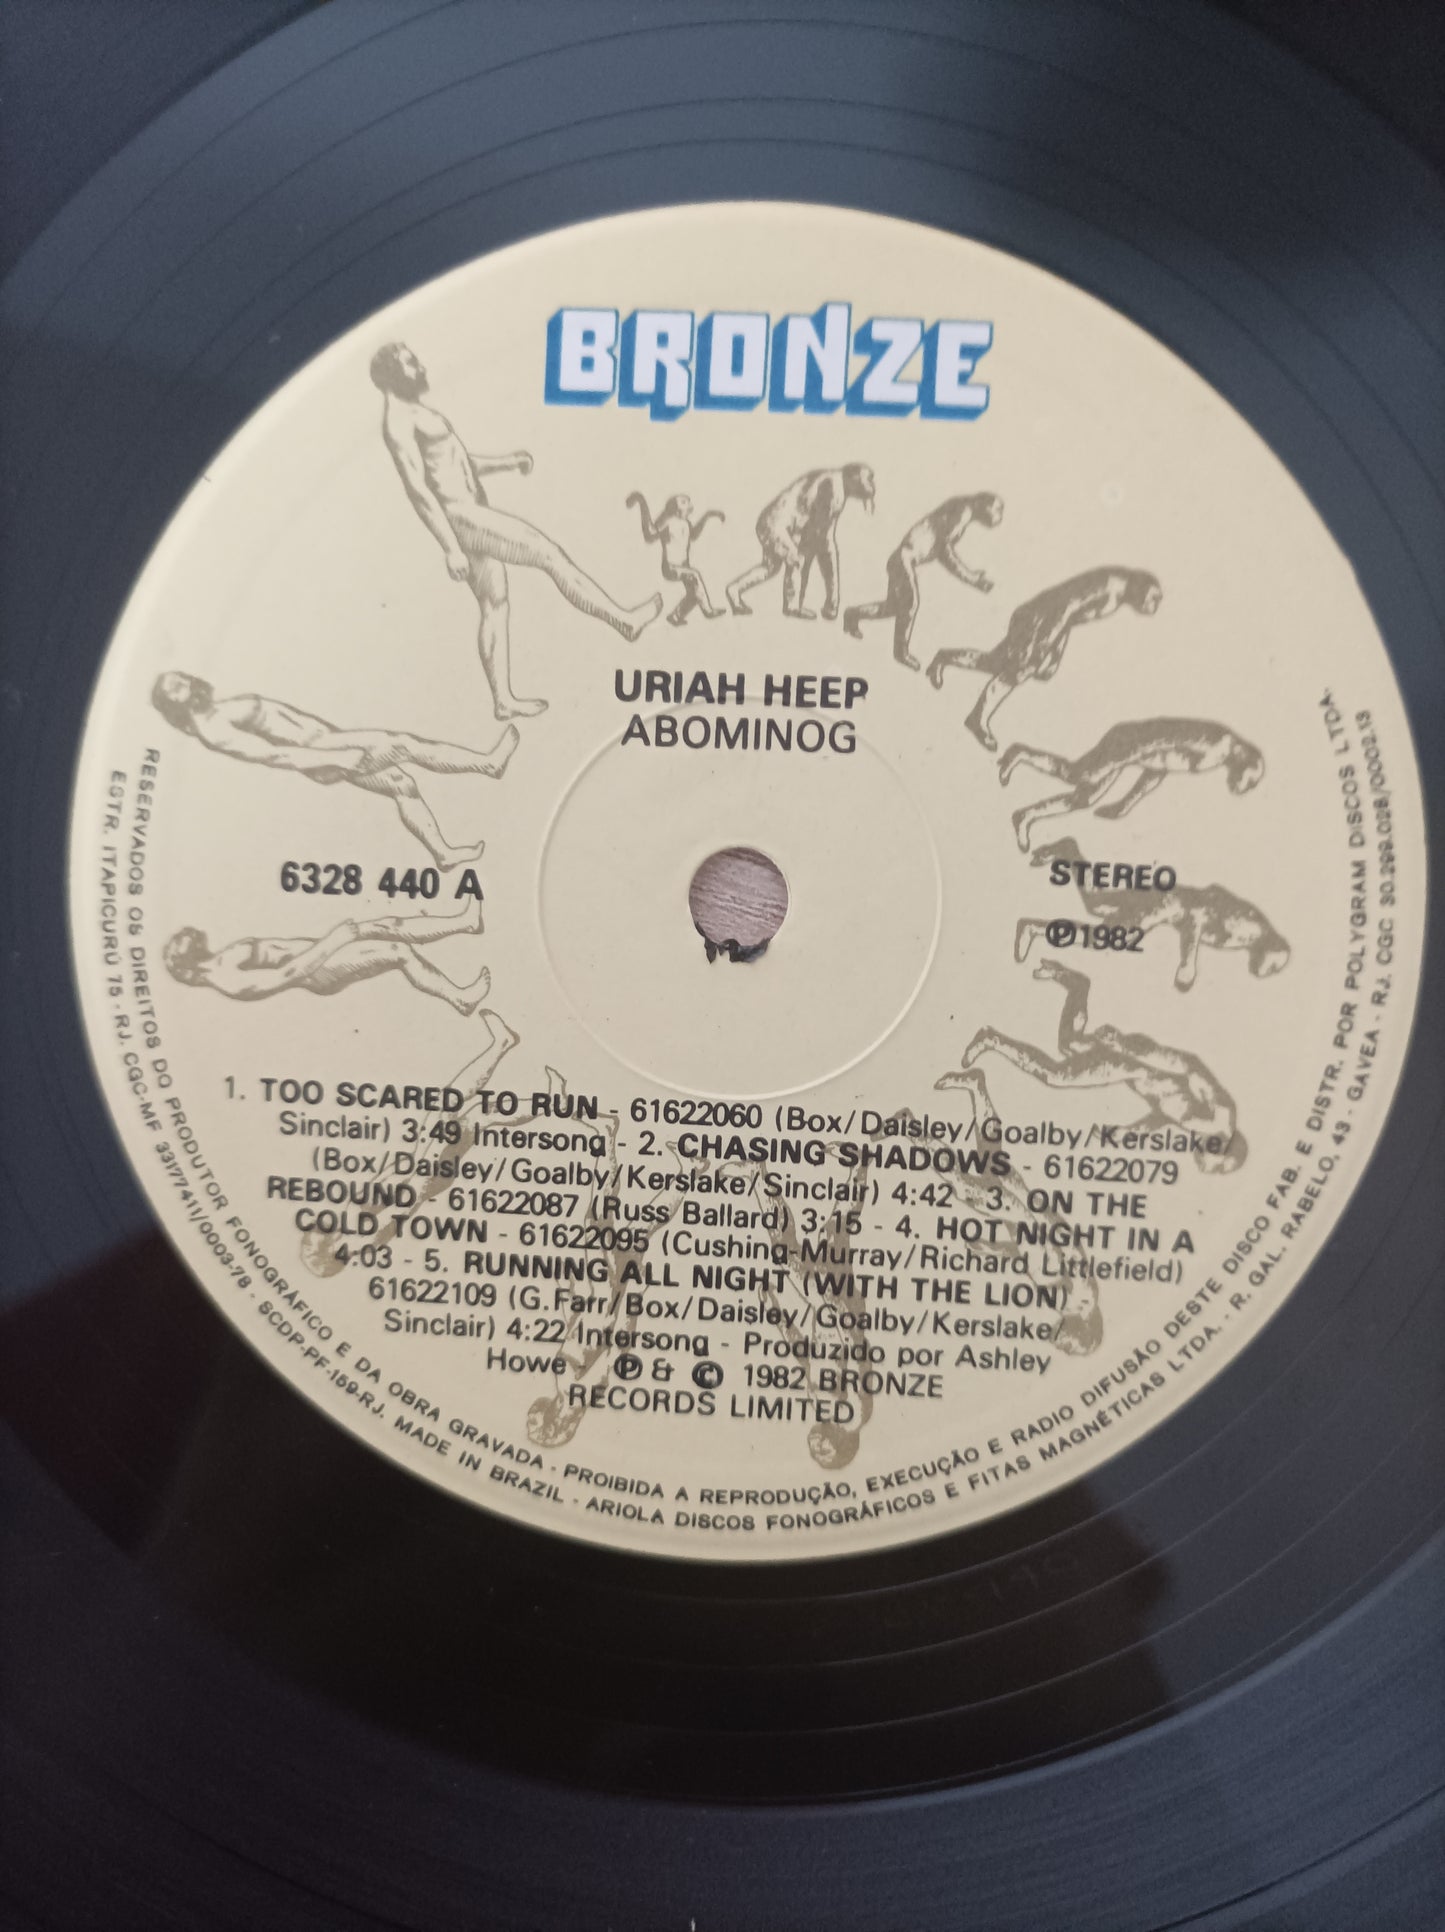 BRONZE
URIAH HEEP
ABOMINOG
6328 440 A
STEREO
℗1982
1. TOO SCARED TO RUN - 61622060 (Box/Daisley/Goalby/Kerslake/
Sinclair) 3:49 Intersong - 2. CHASING SHADOWS - 61622079
(Box/Daisley/Goalby/Kerslake/Sinclair) 4:42 - 3. ON THE
REBOUND - 61622087 (Russ Ballard) 3:15 - 4. HOT NIGHT IN A
COLD TOWN - 61622095 (Cushing-Murray/Richard Littlefield)
4:03 - 5. RUNNING ALL NIGHT (WITH THE LION)
61622109 (G.Farr/Box/Daisley/Goalby/Kerslake/
Sinclair) 4:22 Intersong - Produzido por Ashley
Howe - ℗ & © 1982 BRONZE
RECORDS LIMITED
RESERVADOS OS DIREITOS DO PRODUTOR FONOGRÁFICO E DA OBRA GRAVADA - PROIBIDA A REPRODUÇÃO, EXECUÇÃO E RADIO DIFUSÃO DESTE DISCO FAB. E DISTR. POR POLYGRAM DISCOS LTDA.
ESTR. ITAPICURÚ 75 - RJ. CGC-MF 33177411/0003-78 - SCDP-PF-159-RJ. MADE IN BRAZIL - ARIOLA DISCOS FONOGRÁFICOS E FITAS MAGNÉTICAS LTDA. - R. GAL. RABELO, 43 - GAVEA - RJ. CGC 30.299.028/0002.13